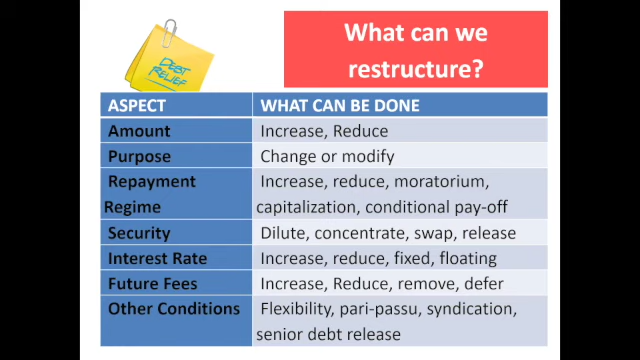 What can we
restructure?
DEBT
RELIEF
ASPECT WHAT CAN BE DONE
Amount Increase, Reduce
Purpose Change or modify
Repayment Increase, reduce, moratorium,
Regime capitalization, conditional pay-off
Security Dilute, concentrate, swap, release
Interest Rate Increase, reduce, fixed, floating
Future Fees Increase, Reduce, remove, defer
Other Conditions Flexibility, pari-passu, syndication,
senior debt release